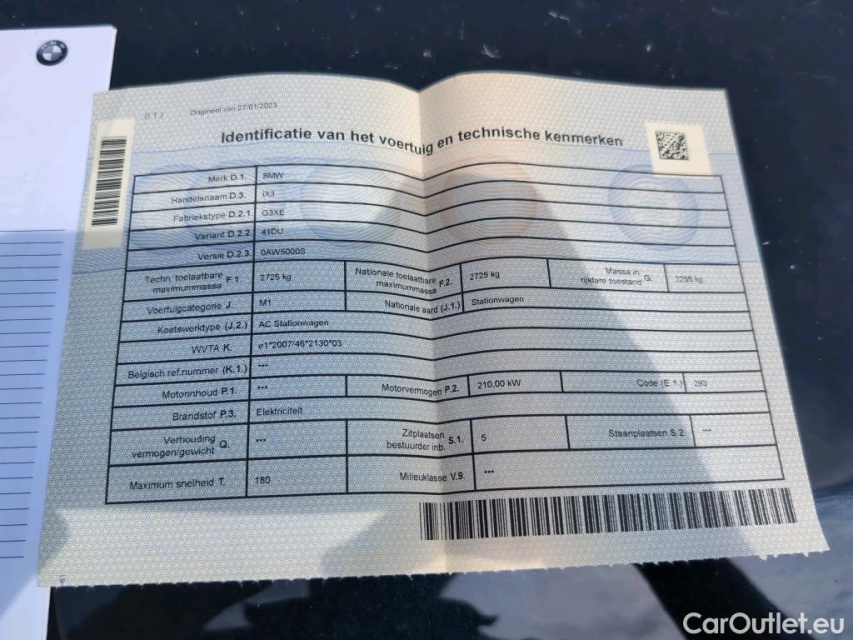 BMW
(I.T.) Origineel van 27/01/2023
Identificatie van het voertuig en technische kenmerken
Merk D.1. BMW
Handelsnaam D.3. IX3
Fabriekstype D.2.1. G3XE
Variant D.2.2. 41DU
Versie D.2.3. 0AW5000S
Techn. toelaatbare maximummassa F.1. 2725 kg Nationale toelaatbare maximummassa F.2. 2725 kg Massa in rijklare toestand G. 2255 kg
Voertuigcategorie J. M1 Nationale aard (J.1.) Stationwagen
Koetswerktype (J.2.) AC Stationwagen
WVTA K. e1*2007/46*2130*03
Belgisch ref.nummer (K.1.) ---
Motorinhoud P.1. --- Motorvermogen P.2. 210,00 kW Code (E.1.) 293
Brandstof P.3. Elektriciteit
Verhouding vermogen/gewicht Q. --- Zitplaatsen bestuurder inb. S.1. 5 Staanplaatsen S.2. ---
Maximum snelheid T. 180 Milieuklasse V.9. ---
CarOutlet.eu